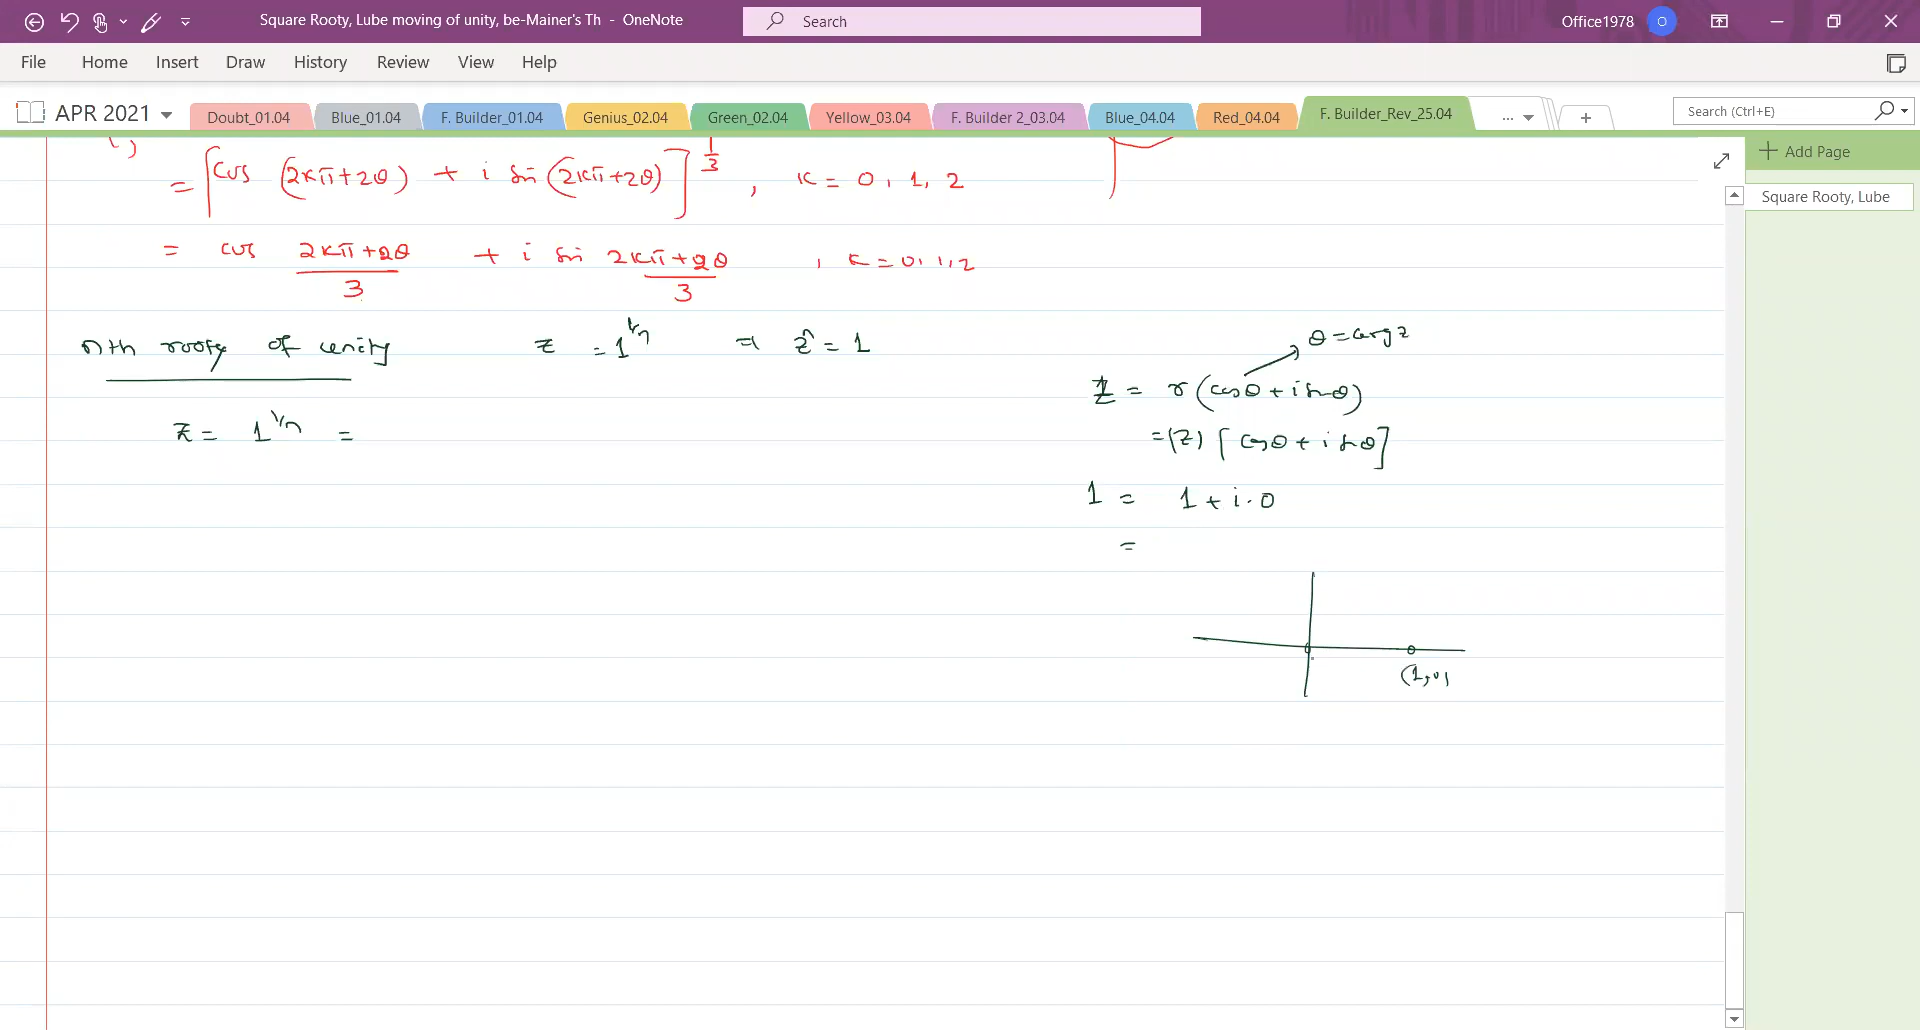 Square Rooty, Lube moving of unity, be-Mainer's Th - OneNote
Search
Office1978
O
File Home Insert Draw History Review View Help
APR 2021
Doubt_01.04 Blue_01.04 F. Builder_01.04 Genius_02.04 Green_02.04 Yellow_03.04 F. Builder 2_03.04 Blue_04.04 Red_04.04 F. Builder_Rev_25.04 ... +
Search (Ctrl+E)
+ Add Page
Square Rooty, Lube
= [cos (2kπ+2θ) + i sin (2kπ+2θ)]^{1/3} , k = 0, 1, 2
= cos (2kπ+2θ)/3 + i sin (2kπ+2θ)/3 , k = 0, 1, 2
nth roots of unity z = 1^{1/n} ⇒ z^n = 1
θ = arg z
z = r (cosθ + i sinθ)
z = 1^{1/n} =
= |z| [cosθ + i sinθ]
1 = 1 + i·0
=
(1,0)